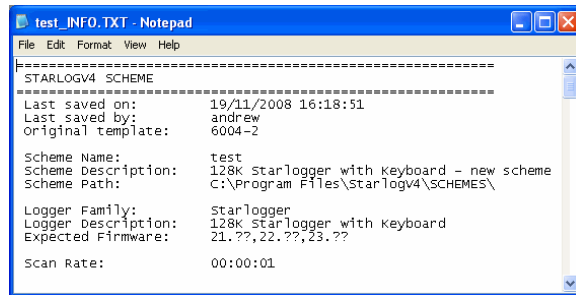 test_INFO.TXT - Notepad
File Edit Format View Help
==========================================================
STARLOGV4 SCHEME
==========================================================
Last saved on: 19/11/2008 16:18:51
Last saved by: andrew
Original template: 6004-2
Scheme Name: test
Scheme Description: 128K Starlogger with Keyboard - new scheme
Scheme Path: C:\Program Files\StarlogV4\SCHEMES\
Logger Family: Starlogger
Logger Description: 128K Starlogger with Keyboard
Expected Firmware: 21.??,22.??,23.??
Scan Rate: 00:00:01